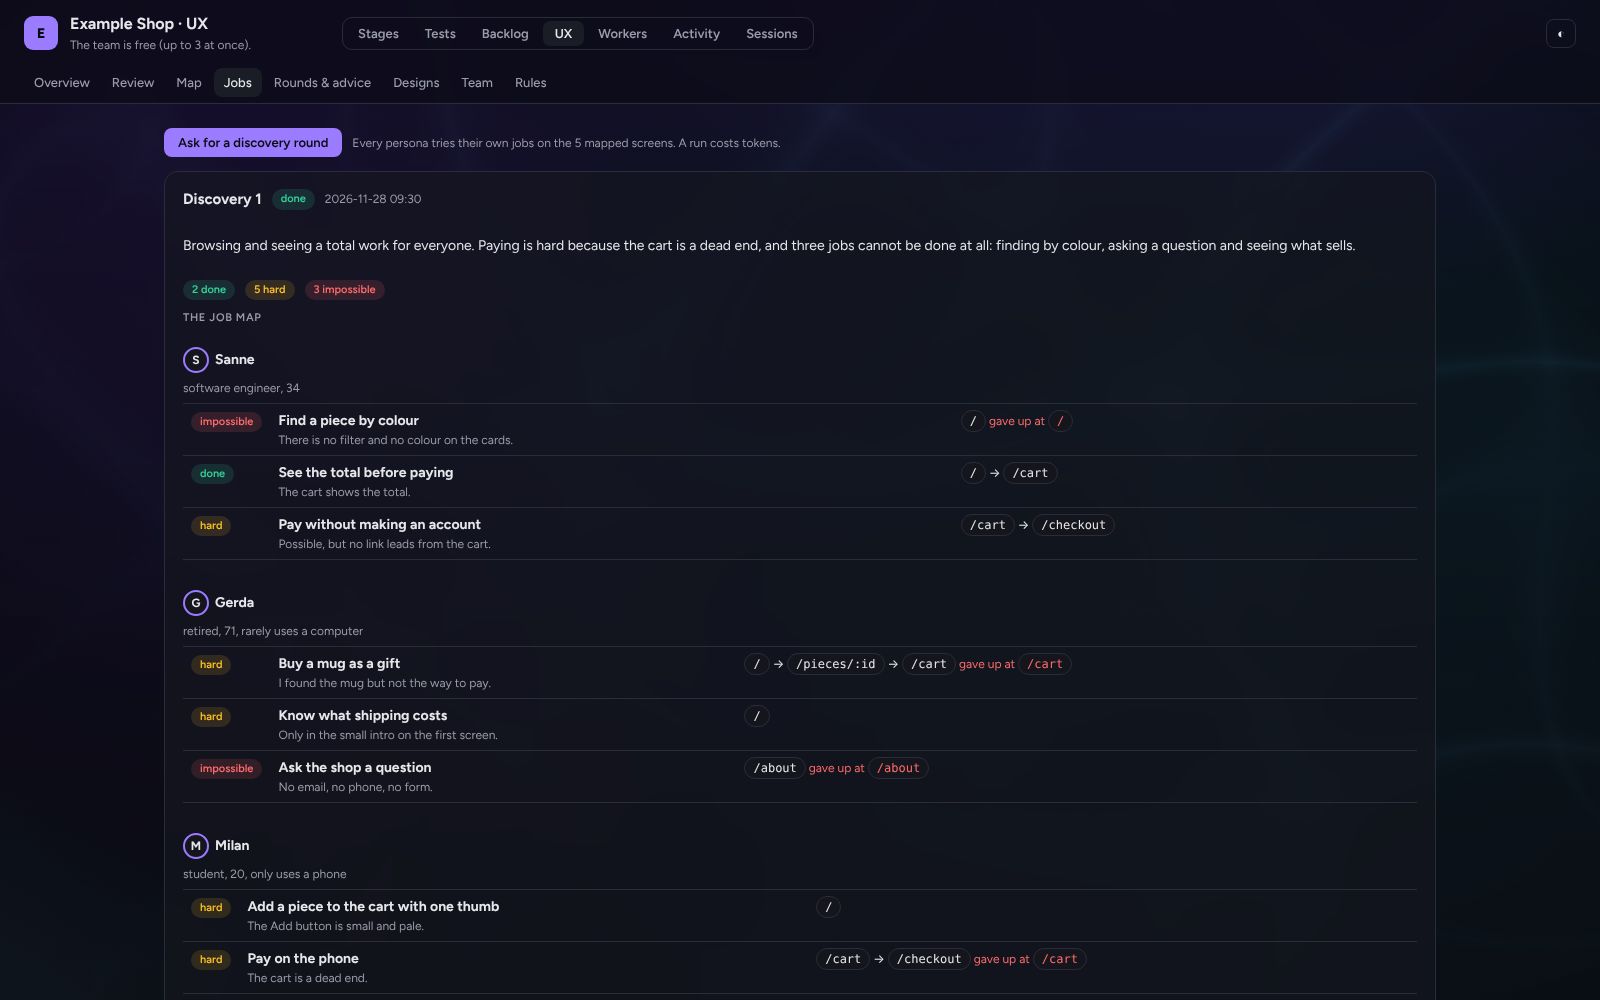 E
Example Shop · UX
The team is free (up to 3 at once).
Stages Tests Backlog UX Workers Activity Sessions
Overview Review Map Jobs Rounds & advice Designs Team Rules
Ask for a discovery round Every persona tries their own jobs on the 5 mapped screens. A run costs tokens.
Discovery 1 done 2026-11-28 09:30
Browsing and seeing a total work for everyone. Paying is hard because the cart is a dead end, and three jobs cannot be done at all: finding by colour, asking a question and seeing what sells.
2 done 5 hard 3 impossible
THE JOB MAP
S Sanne
software engineer, 34
impossible Find a piece by colour / gave up at /
There is no filter and no colour on the cards.
done See the total before paying / → /cart
The cart shows the total.
hard Pay without making an account /cart → /checkout
Possible, but no link leads from the cart.
G Gerda
retired, 71, rarely uses a computer
hard Buy a mug as a gift / → /pieces/:id → /cart gave up at /cart
I found the mug but not the way to pay.
hard Know what shipping costs /
Only in the small intro on the first screen.
impossible Ask the shop a question /about gave up at /about
No email, no phone, no form.
M Milan
student, 20, only uses a phone
hard Add a piece to the cart with one thumb /
The Add button is small and pale.
hard Pay on the phone /cart → /checkout gave up at /cart
The cart is a dead end.